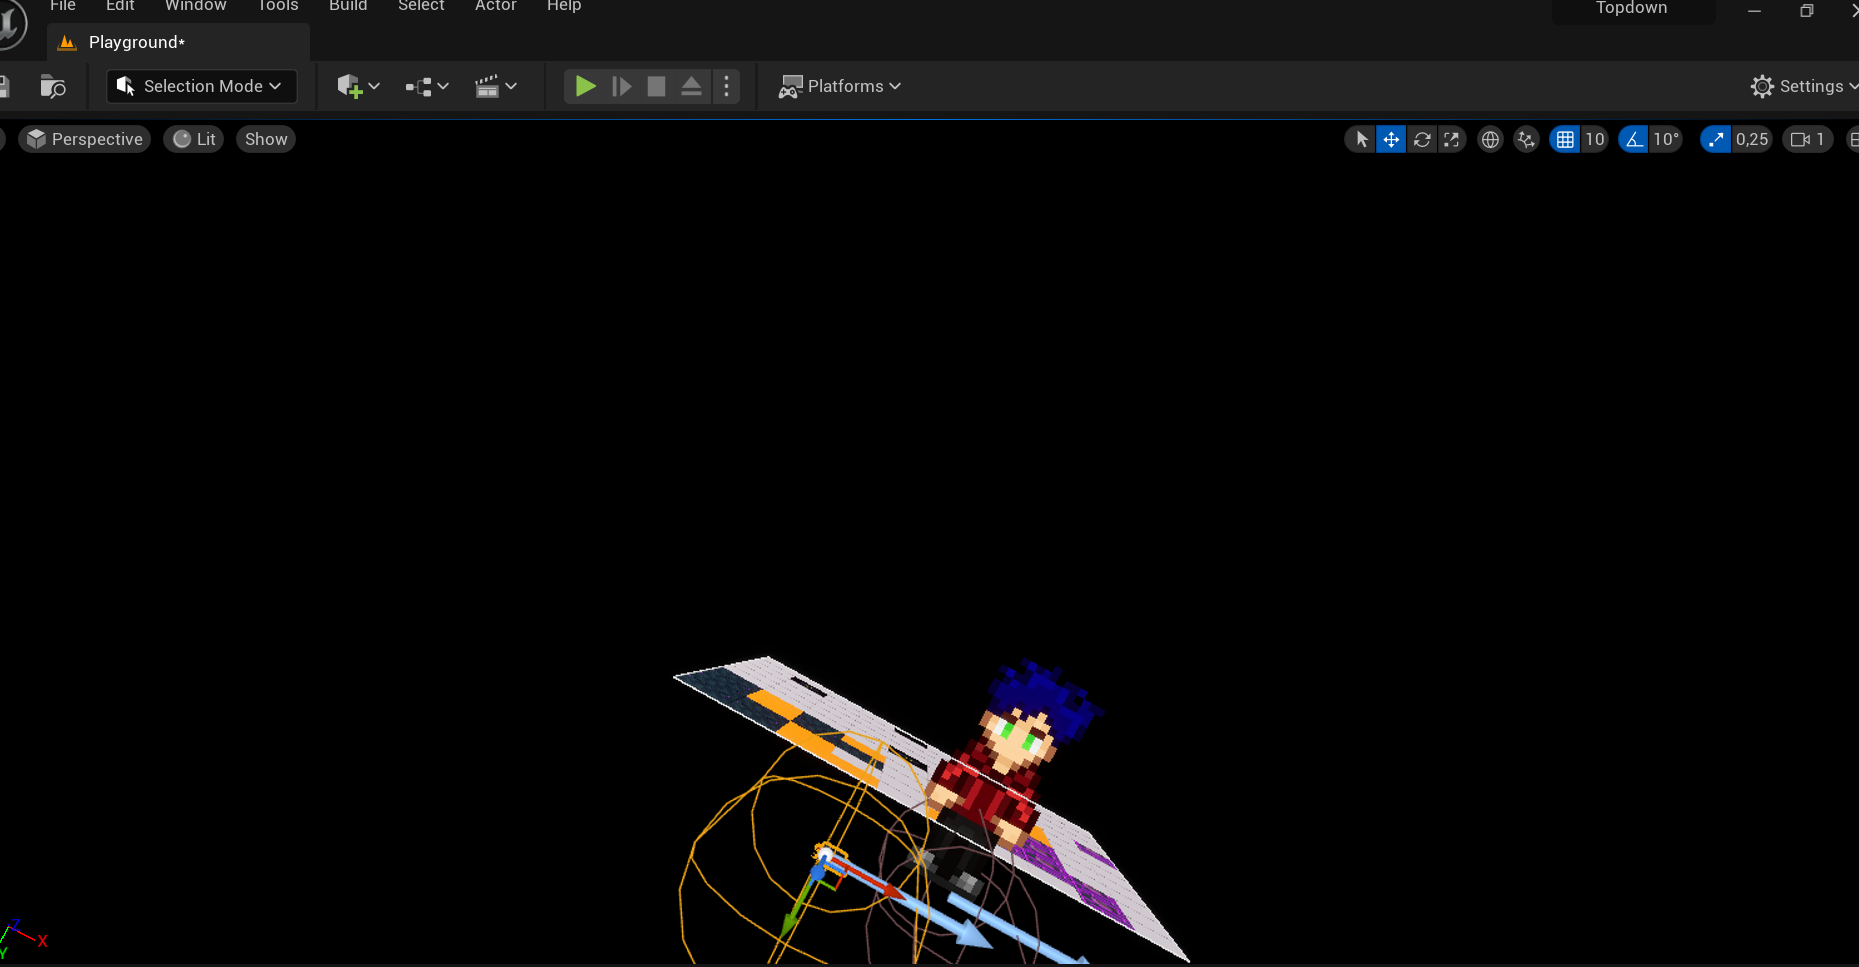 File Edit Window Tools Build Select Actor Help
Topdown
Playground*
Selection Mode
Platforms
Settings
Perspective Lit Show
10 10° 0,25 1
Z
X
Y